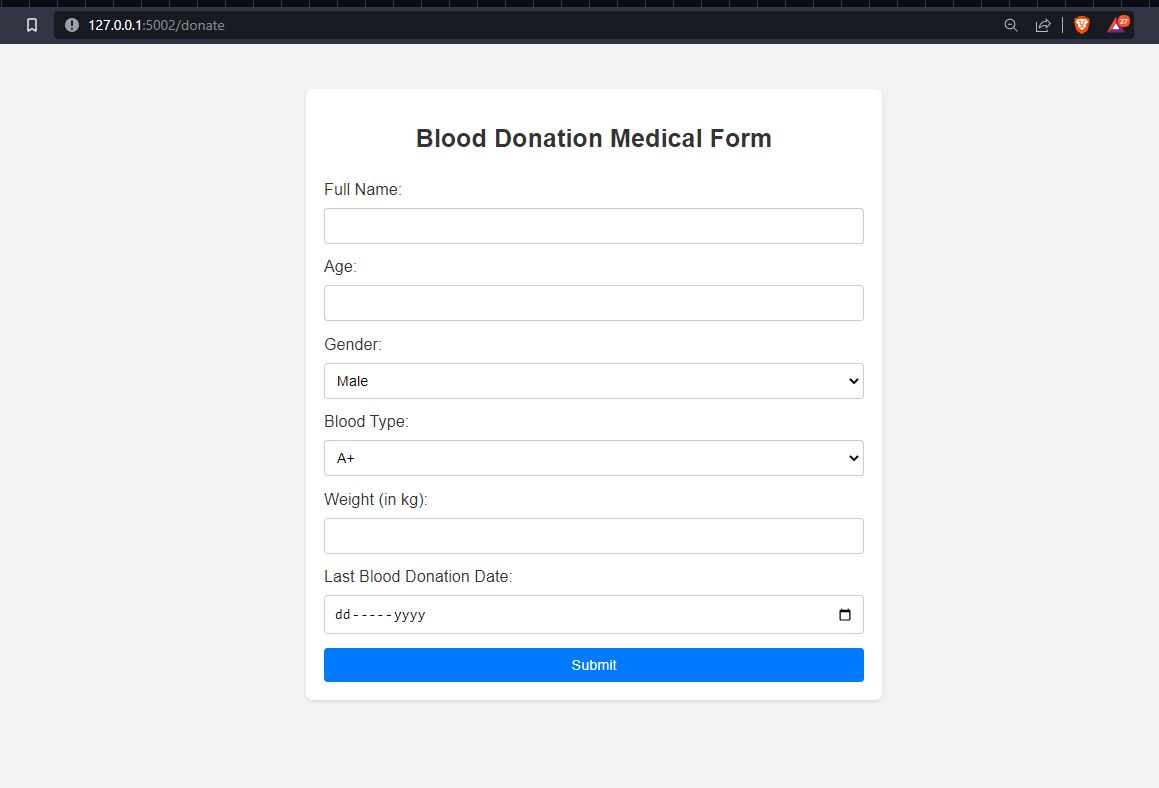 127.0.0.1:5002/donate
27
Blood Donation Medical Form
Full Name:
Age:
Gender:
Male
Blood Type:
A+
Weight (in kg):
Last Blood Donation Date:
dd-----yyyy
Submit